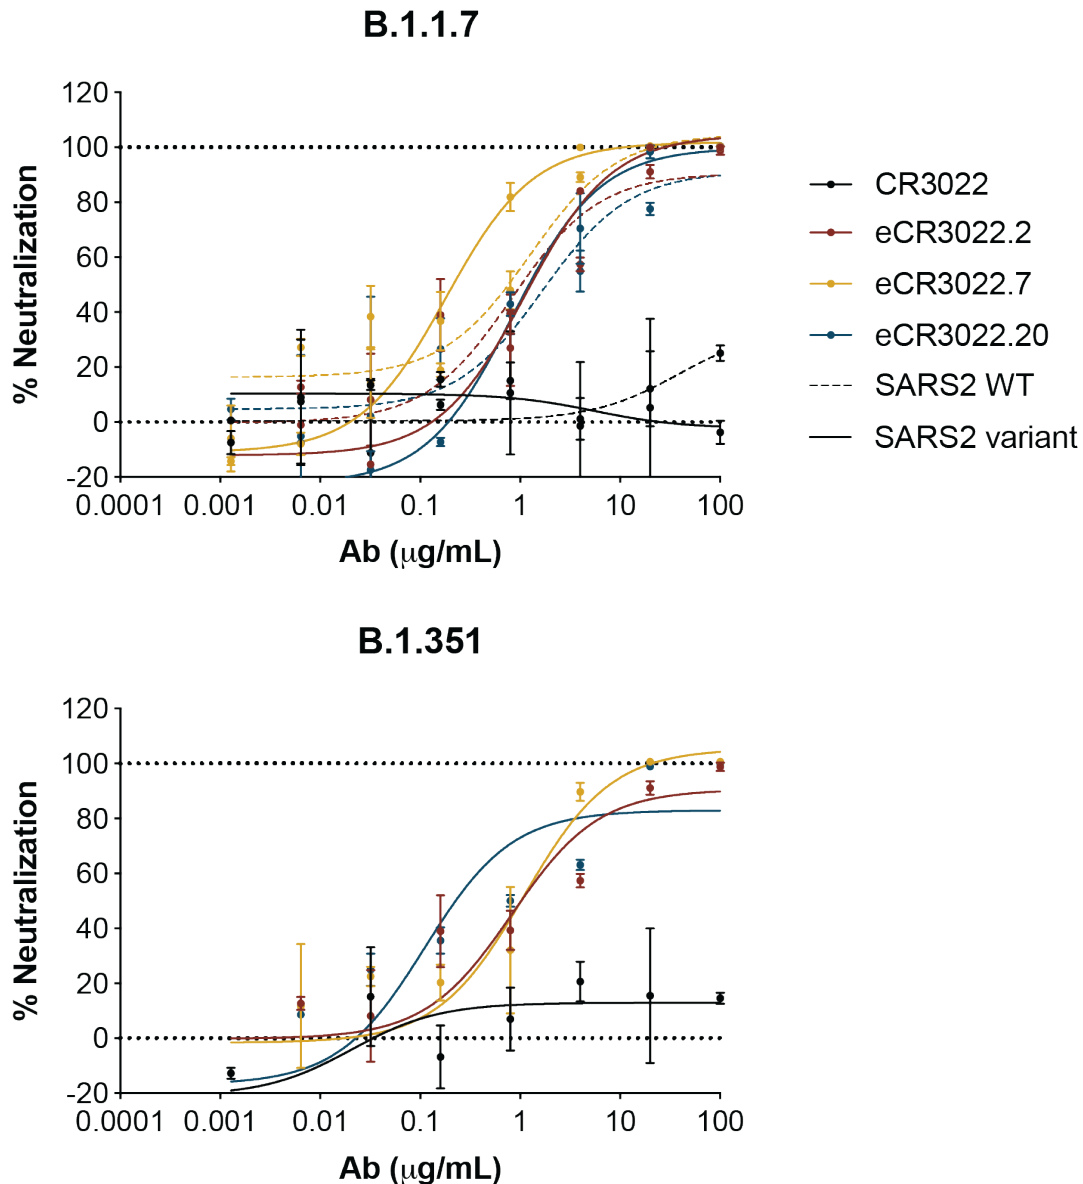 B.1.1.7
120
100
80
60
40
20
0
-20
% Neutralization
0.0001 0.001 0.01 0.1 1 10 100
Ab (μg/mL)
CR3022
eCR3022.2
eCR3022.7
eCR3022.20
SARS2 WT
SARS2 variant
B.1.351
120
100
80
60
40
20
0
-20
% Neutralization
0.0001 0.001 0.01 0.1 1 10 100
Ab (μg/mL)